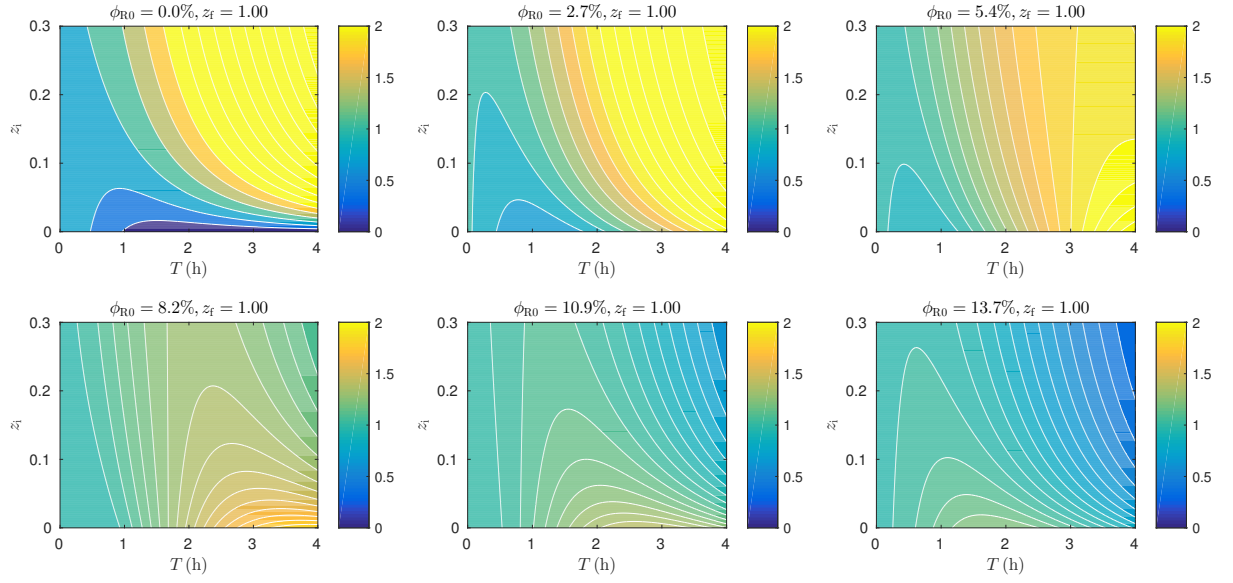 ϕR0 = 0.0%, zf = 1.00
0.3
0.2
0.1
0
zi
0 1 2 3 4
T (h)
2
1.5
1
0.5
0
ϕR0 = 2.7%, zf = 1.00
0.3
0.2
0.1
0
zi
0 1 2 3 4
T (h)
2
1.5
1
0.5
0
ϕR0 = 5.4%, zf = 1.00
0.3
0.2
0.1
0
zi
0 1 2 3 4
T (h)
2
1.5
1
0.5
0
ϕR0 = 8.2%, zf = 1.00
0.3
0.2
0.1
0
zi
0 1 2 3 4
T (h)
2
1.5
1
0.5
0
ϕR0 = 10.9%, zf = 1.00
0.3
0.2
0.1
0
zi
0 1 2 3 4
T (h)
2
1.5
1
0.5
0
ϕR0 = 13.7%, zf = 1.00
0.3
0.2
0.1
0
zi
0 1 2 3 4
T (h)
2
1.5
1
0.5
0